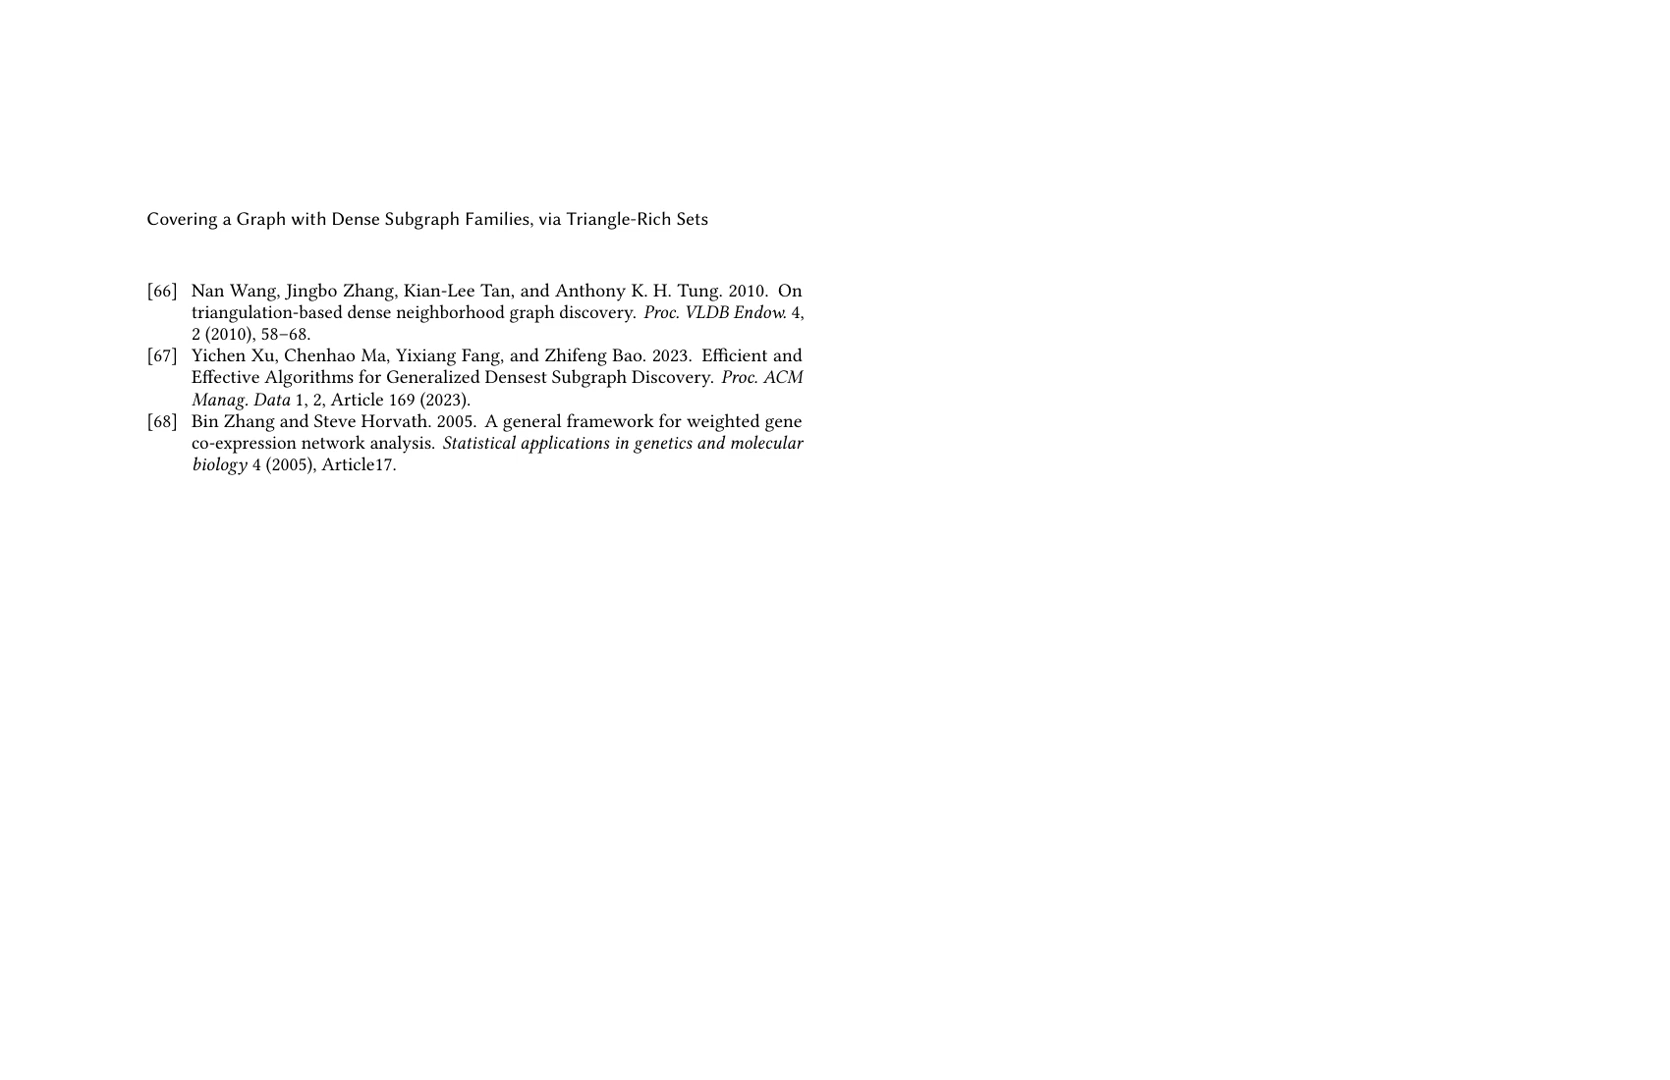 Covering a Graph with Dense Subgraph Families, via Triangle-Rich Sets
[66] Nan Wang, Jingbo Zhang, Kian-Lee Tan, and Anthony K. H. Tung. 2010. On
triangulation-based dense neighborhood graph discovery. Proc. VLDB Endow. 4,
2 (2010), 58–68.
[67] Yichen Xu, Chenhao Ma, Yixiang Fang, and Zhifeng Bao. 2023. Efficient and
Effective Algorithms for Generalized Densest Subgraph Discovery. Proc. ACM
Manag. Data 1, 2, Article 169 (2023).
[68] Bin Zhang and Steve Horvath. 2005. A general framework for weighted gene
co-expression network analysis. Statistical applications in genetics and molecular
biology 4 (2005), Article17.